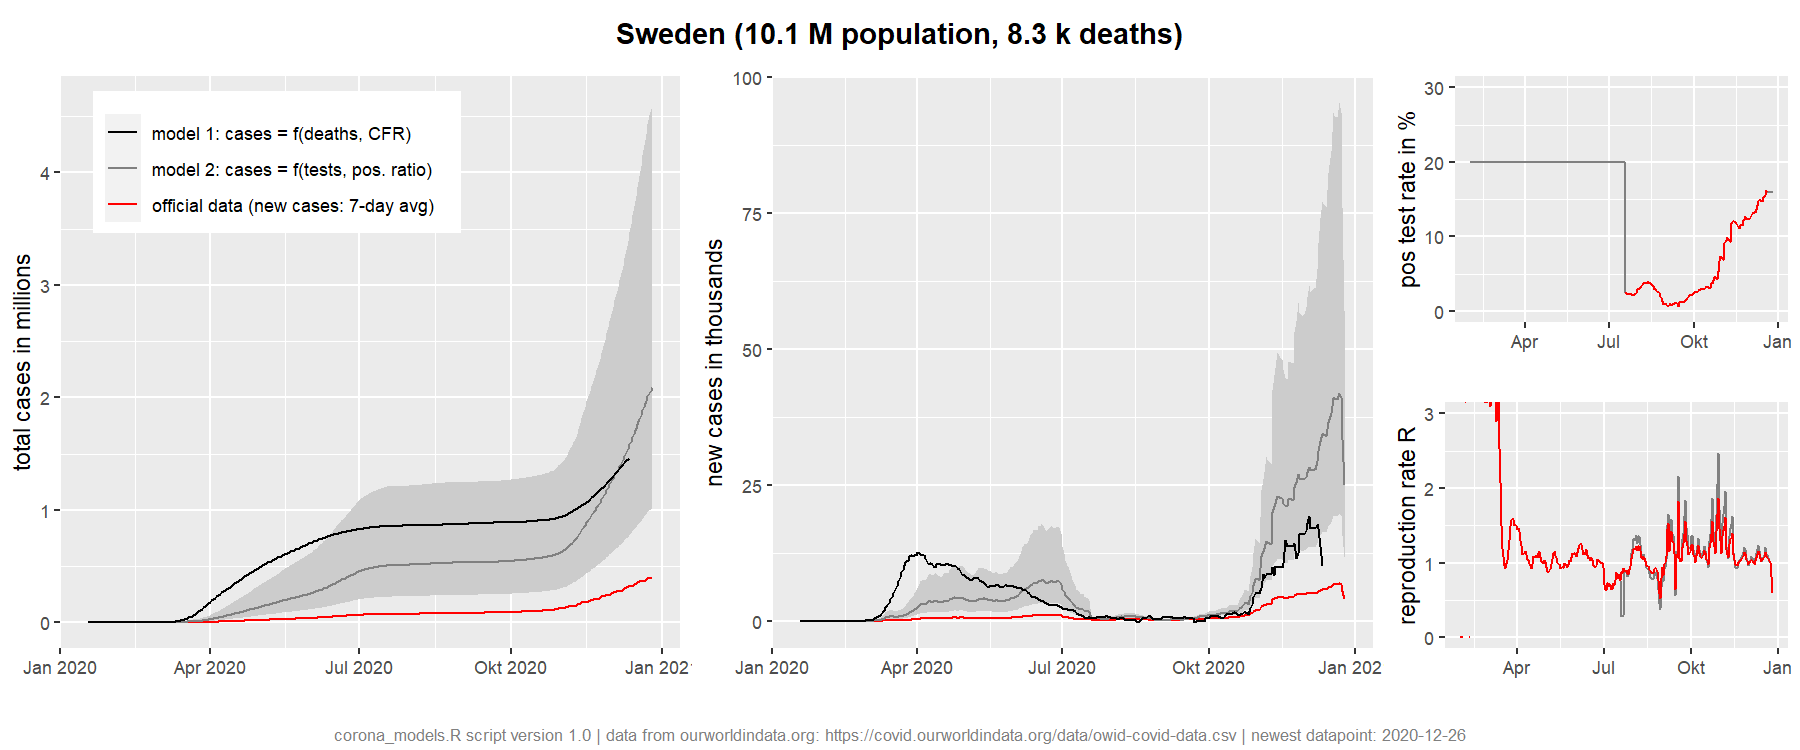 Sweden (10.1 M population, 8.3 k deaths)
total cases in millions
4
3
2
1
0
model 1: cases = f(deaths, CFR)
model 2: cases = f(tests, pos. ratio)
official data (new cases: 7-day avg)
Jan 2020
Apr 2020
Jul 2020
Okt 2020
Jan 202
new cases in thousands
100
75
50
25
0
Jan 2020
Apr 2020
Jul 2020
Okt 2020
Jan 202
pos test rate in %
30
20
10
0
Apr
Jul
Okt
Jan
reproduction rate R
3
2
1
0
Apr
Jul
Okt
Jan
corona_models.R script version 1.0 | data from ourworldindata.org: https://covid.ourworldindata.org/data/owid-covid-data.csv | newest datapoint: 2020-12-26